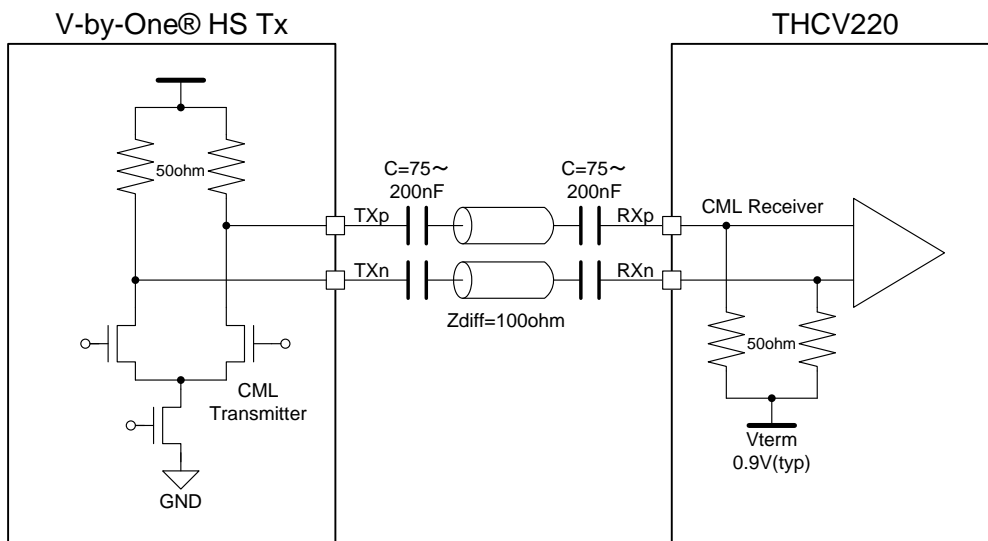 V-by-One® HS Tx
THCV220
50ohm
C=75～
200nF
C=75～
200nF
TXp
RXp
CML Receiver
TXn
RXn
Zdiff=100ohm
50ohm
CML
Transmitter
Vterm
0.9V(typ)
GND